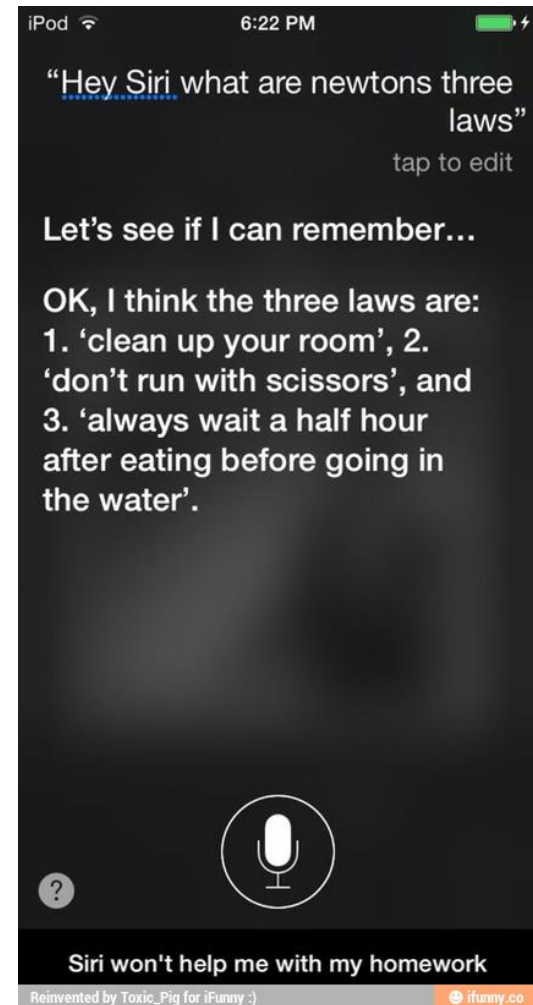 iPod 6:22 PM
“Hey Siri what are newtons three
laws”
tap to edit
Let’s see if I can remember...
OK, I think the three laws are:
1. ‘clean up your room’, 2.
‘don’t run with scissors’, and
3. ‘always wait a half hour
after eating before going in
the water’.
?
Siri won't help me with my homework
Reinvented by Toxic_Pig for iFunny :) ifunny.co